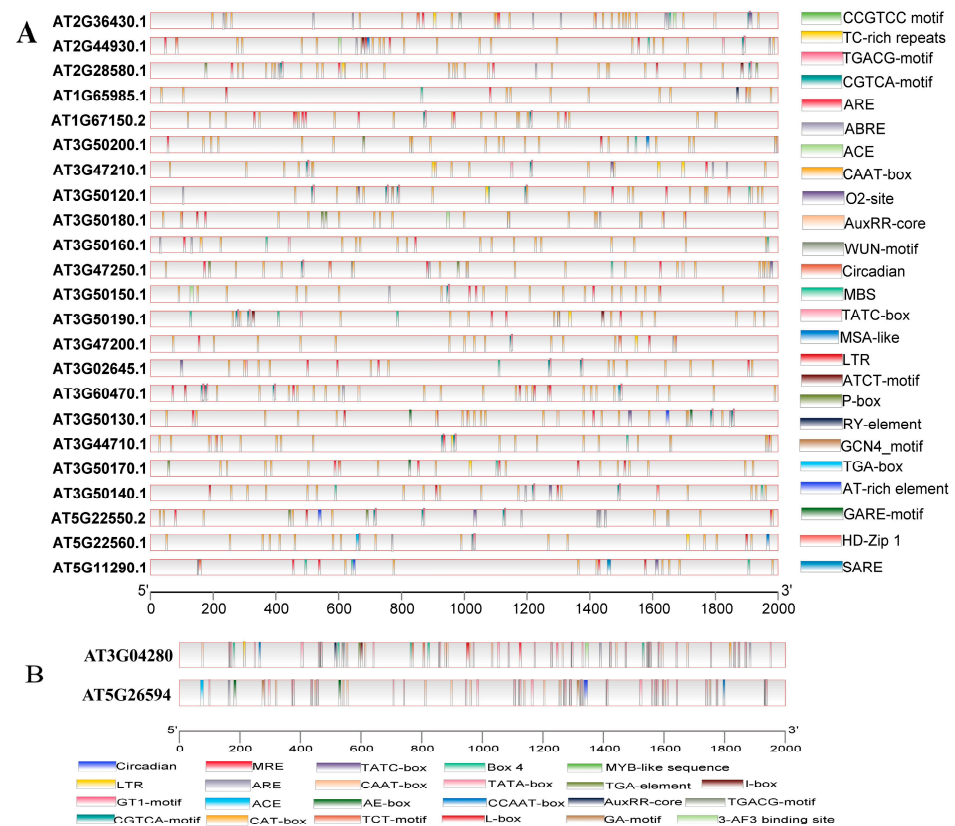 A
AT2G36430.1
AT2G44930.1
AT2G28580.1
AT1G65985.1
AT1G67150.2
AT3G50200.1
AT3G47210.1
AT3G50120.1
AT3G50180.1
AT3G50160.1
AT3G47250.1
AT3G50150.1
AT3G50190.1
AT3G47200.1
AT3G02645.1
AT3G60470.1
AT3G50130.1
AT3G44710.1
AT3G50170.1
AT3G50140.1
AT5G22550.2
AT5G22560.1
AT5G11290.1
5' 3'
0 200 400 600 800 1000 1200 1400 1600 1800 2000
CCGTCC motif
TC-rich repeats
TGACG-motif
CGTCA-motif
ARE
ABRE
ACE
CAAT-box
O2-site
AuxRR-core
WUN-motif
Circadian
MBS
TATC-box
MSA-like
LTR
ATCT-motif
P-box
RY-element
GCN4_motif
TGA-box
AT-rich element
GARE-motif
HD-Zip 1
SARE
B
AT3G04280
AT5G26594
5' 3'
0 200 400 600 800 1000 1200 1400 1600 1800 2000
Circadian MRE TATC-box Box 4 MYB-like sequence
LTR ARE CAAT-box TATA-box TGA-element I-box
GT1-motif ACE AE-box CCAAT-box AuxRR-core TGACG-motif
CGTCA-motif CAT-box TCT-motif L-box GA-motif 3-AF3 binding site